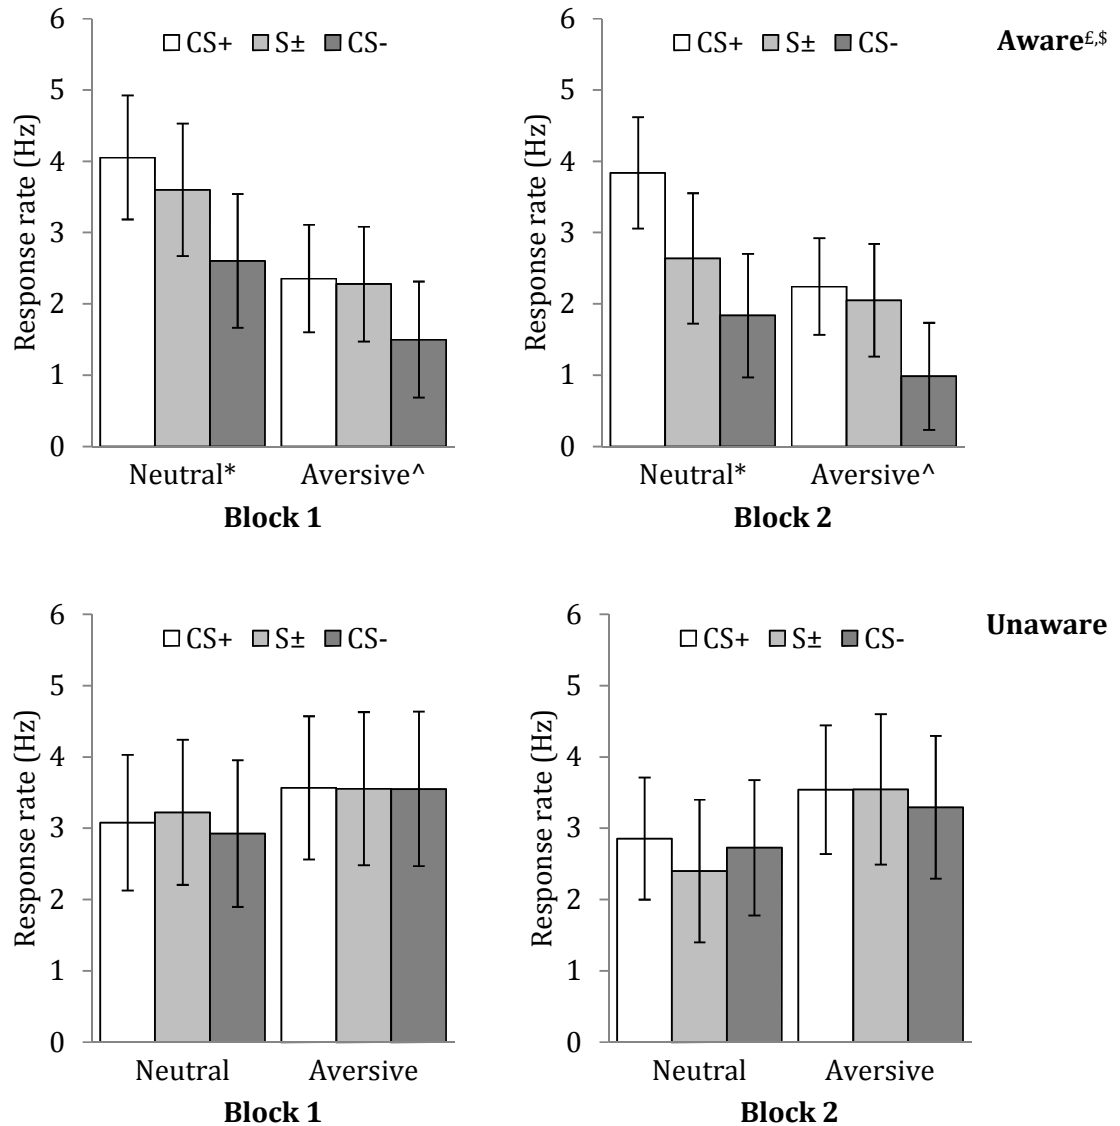 CS+ S± CS-
Response rate (Hz)
6
5
4
3
2
1
0
Neutral* Aversive^
Block 1
CS+ S± CS-
Aware£,$
Response rate (Hz)
6
5
4
3
2
1
0
Neutral* Aversive^
Block 2
CS+ S± CS-
Response rate (Hz)
6
5
4
3
2
1
0
Neutral Aversive
Block 1
CS+ S± CS-
Unaware
Response rate (Hz)
6
5
4
3
2
1
0
Neutral Aversive
Block 2